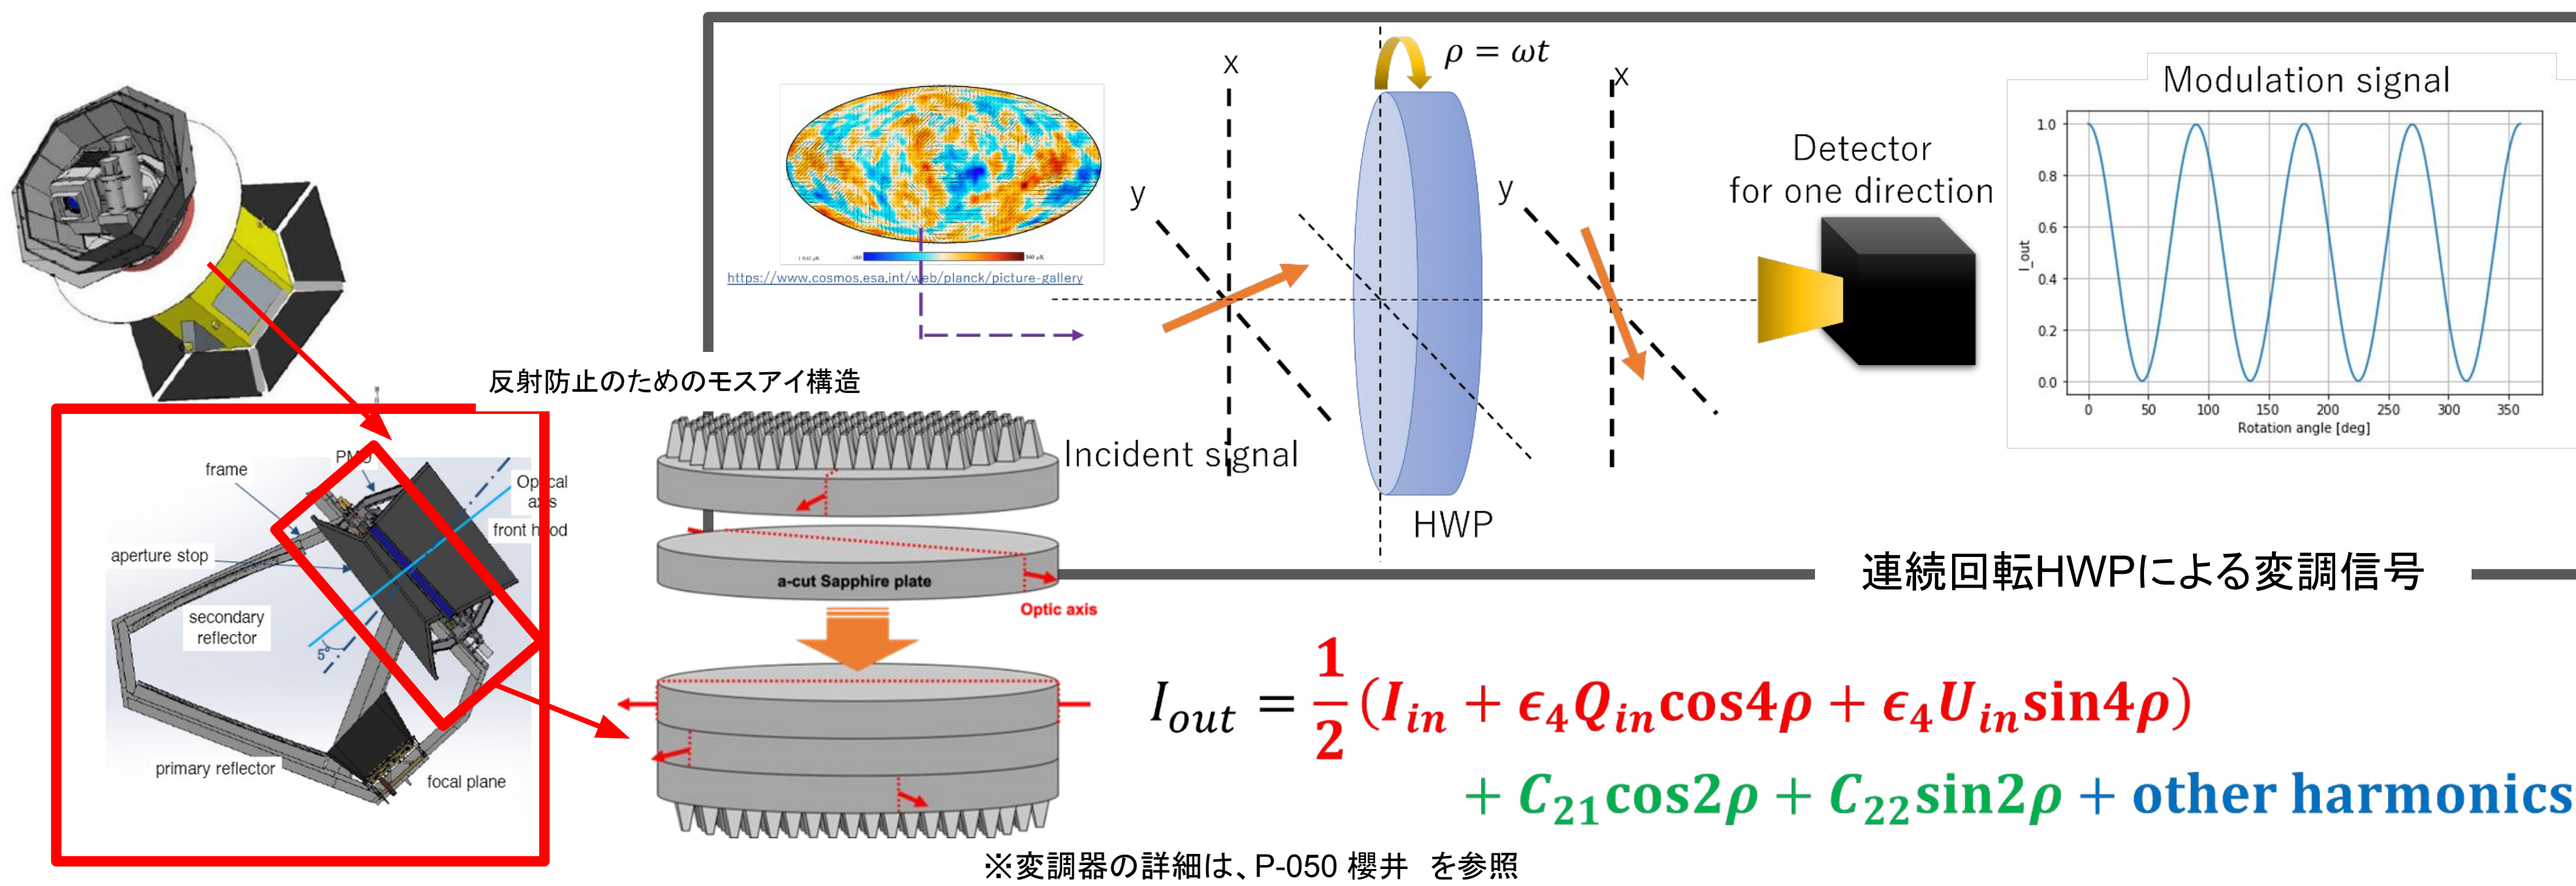 ρ = ωt
x
y
https://www.cosmos.esa.int/web/planck/picture-gallery
Incident signal
HWP
x
y
Detector
for one direction
Modulation signal
I_out
1.0
0.8
0.6
0.4
0.2
0.0
0 50 100 150 200 250 300 350
Rotation angle [deg]
連続回転HWPによる変調信号
反射防止のためのモスアイ構造
frame
PMU
Optical
axis
front hood
aperture stop
secondary
reflector
5°
primary reflector
focal plane
a-cut Sapphire plate
Optic axis
I_out = 1/2 (I_in + ϵ_4 Q_in cos4ρ + ϵ_4 U_in sin4ρ)
+ C_21 cos2ρ + C_22 sin2ρ + other harmonics
※変調器の詳細は、P-050 櫻井 を参照